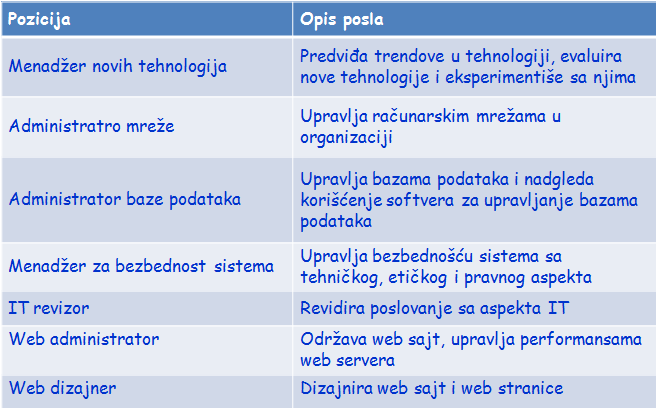 Pozicija
Opis posla
Menadžer novih tehnologija
Predviđa trendove u tehnologiji, evaluira
nove tehnologije i eksperimentiše sa njima
Administratro mreže
Upravlja računarskim mrežama u
organizaciji
Administrator baze podataka
Upravlja bazama podataka i nadgleda
korišćenje softvera za upravljanje bazama
podataka
Menadžer za bezbednost sistema
Upravlja bezbednošću sistema sa
tehničkog, etičkog i pravnog aspekta
IT revizor
Revidira poslovanje sa aspekta IT
Web administrator
Održava web sajt, upravlja performansama
web servera
Web dizajner
Dizajnira web sajt i web stranice